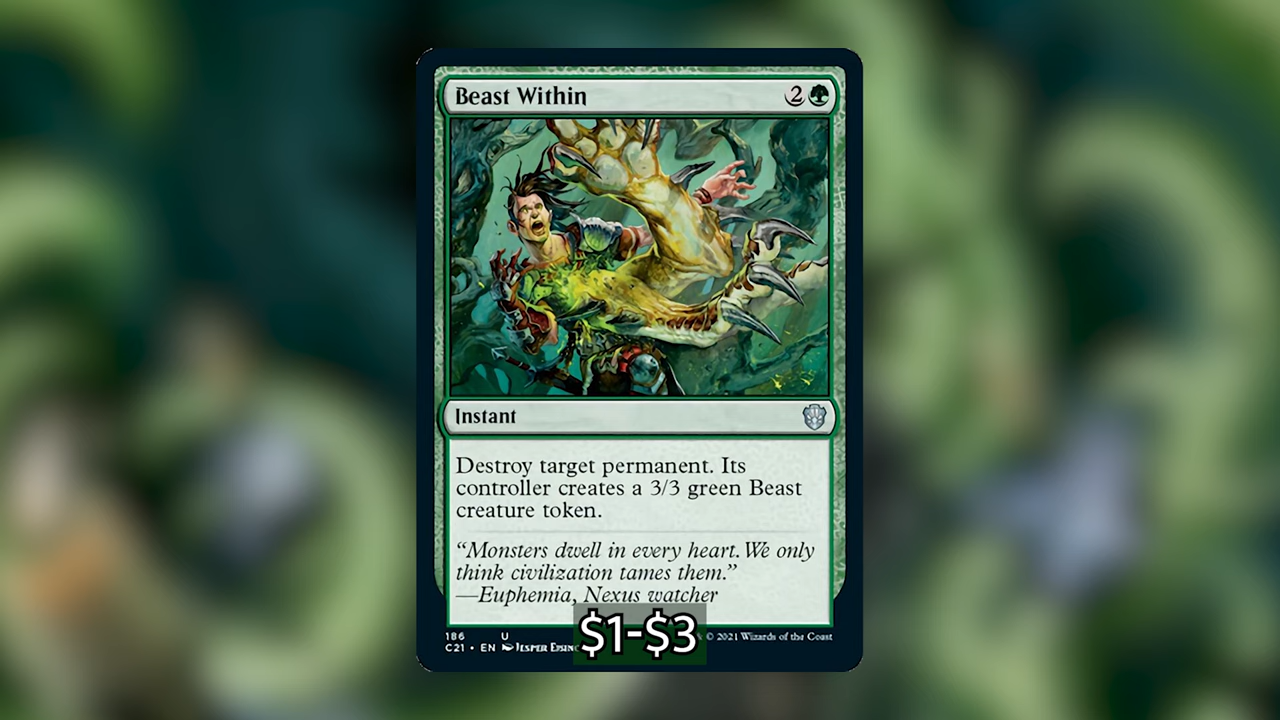 Beast Within 2
Instant
Destroy target permanent. Its
controller creates a 3/3 green Beast
creature token.
“Monsters dwell in every heart. We only
think civilization tames them.”
—Euphemia, Nexus watcher
$1-$3
186 U
C21 • EN JESPER © 2021 Wizards of the Coast